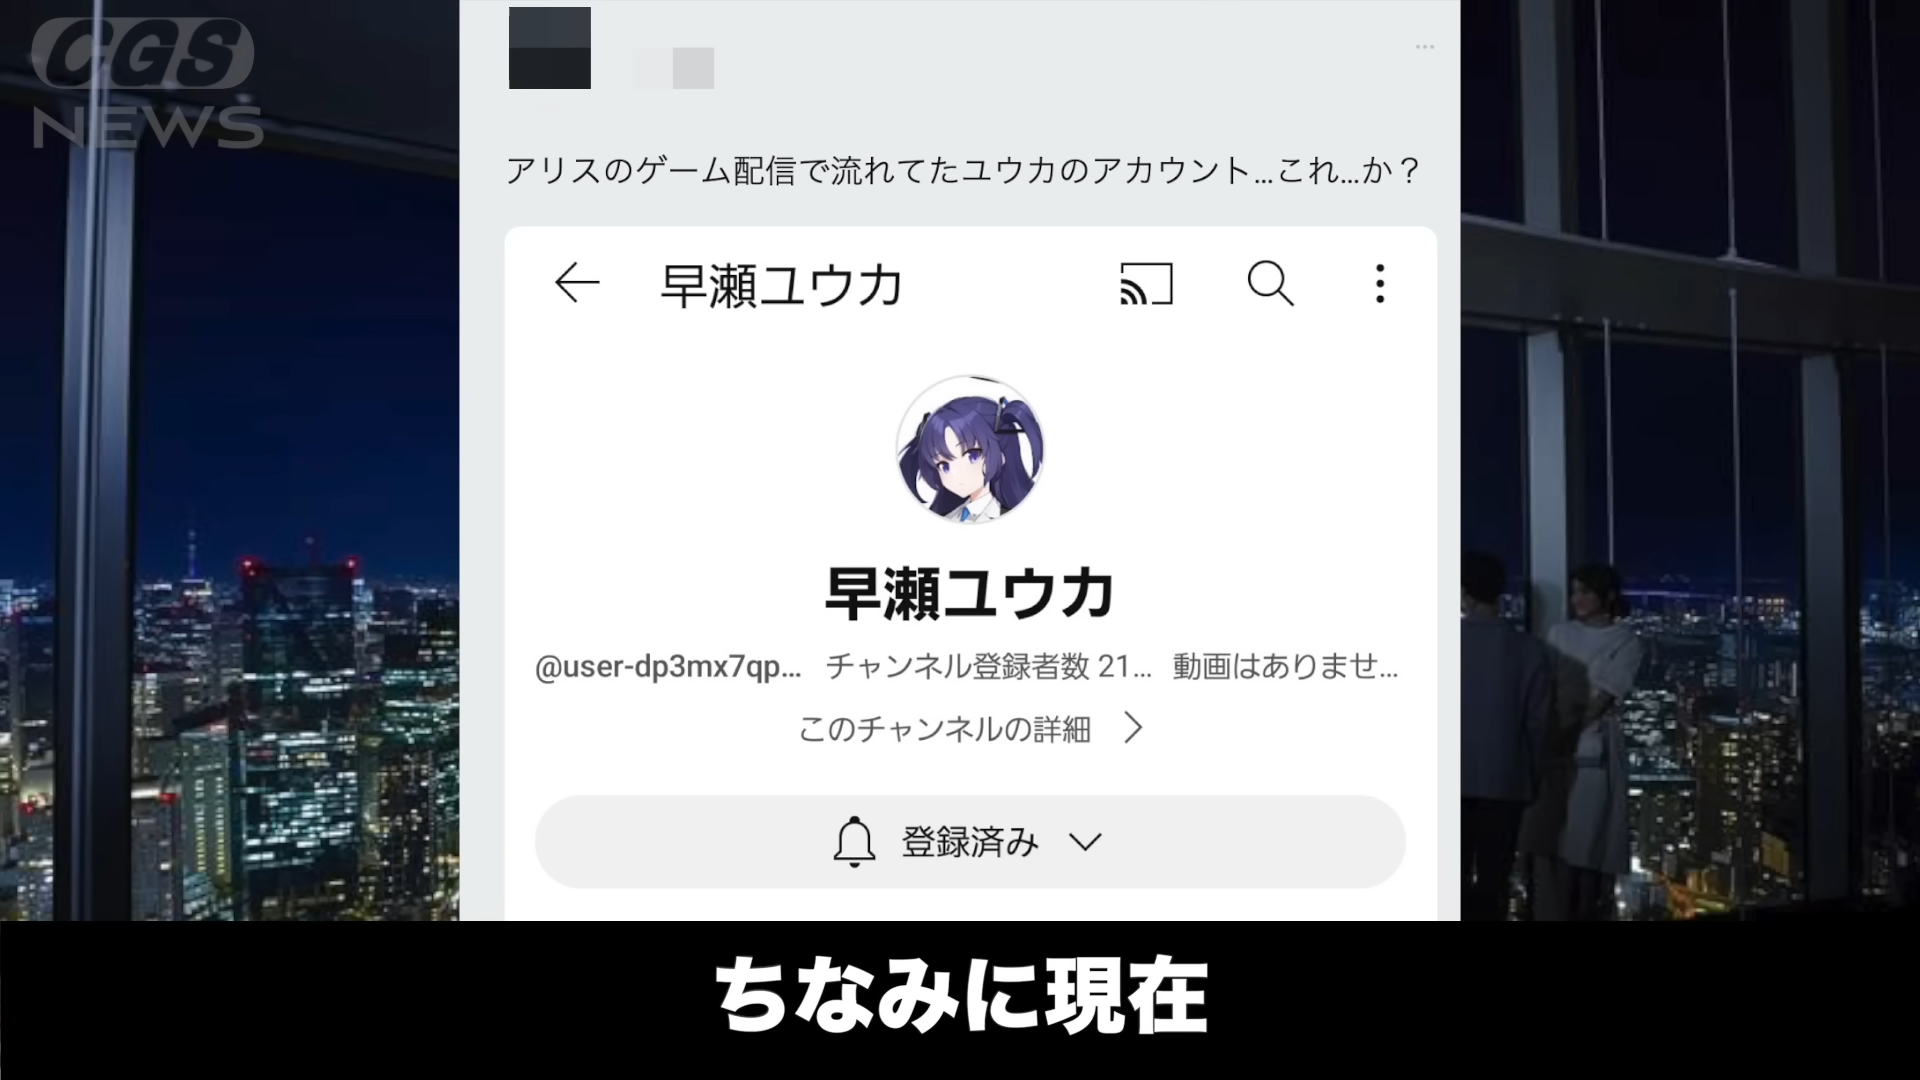 CGS
NEWS
アリスのゲーム配信で流れてたユウカのアカウント...これ...か？
早瀬ユウカ
早瀬ユウカ
@user-dp3mx7qp... チャンネル登録者数 21... 動画はありませ...
このチャンネルの詳細
登録済み
ちなみに現在